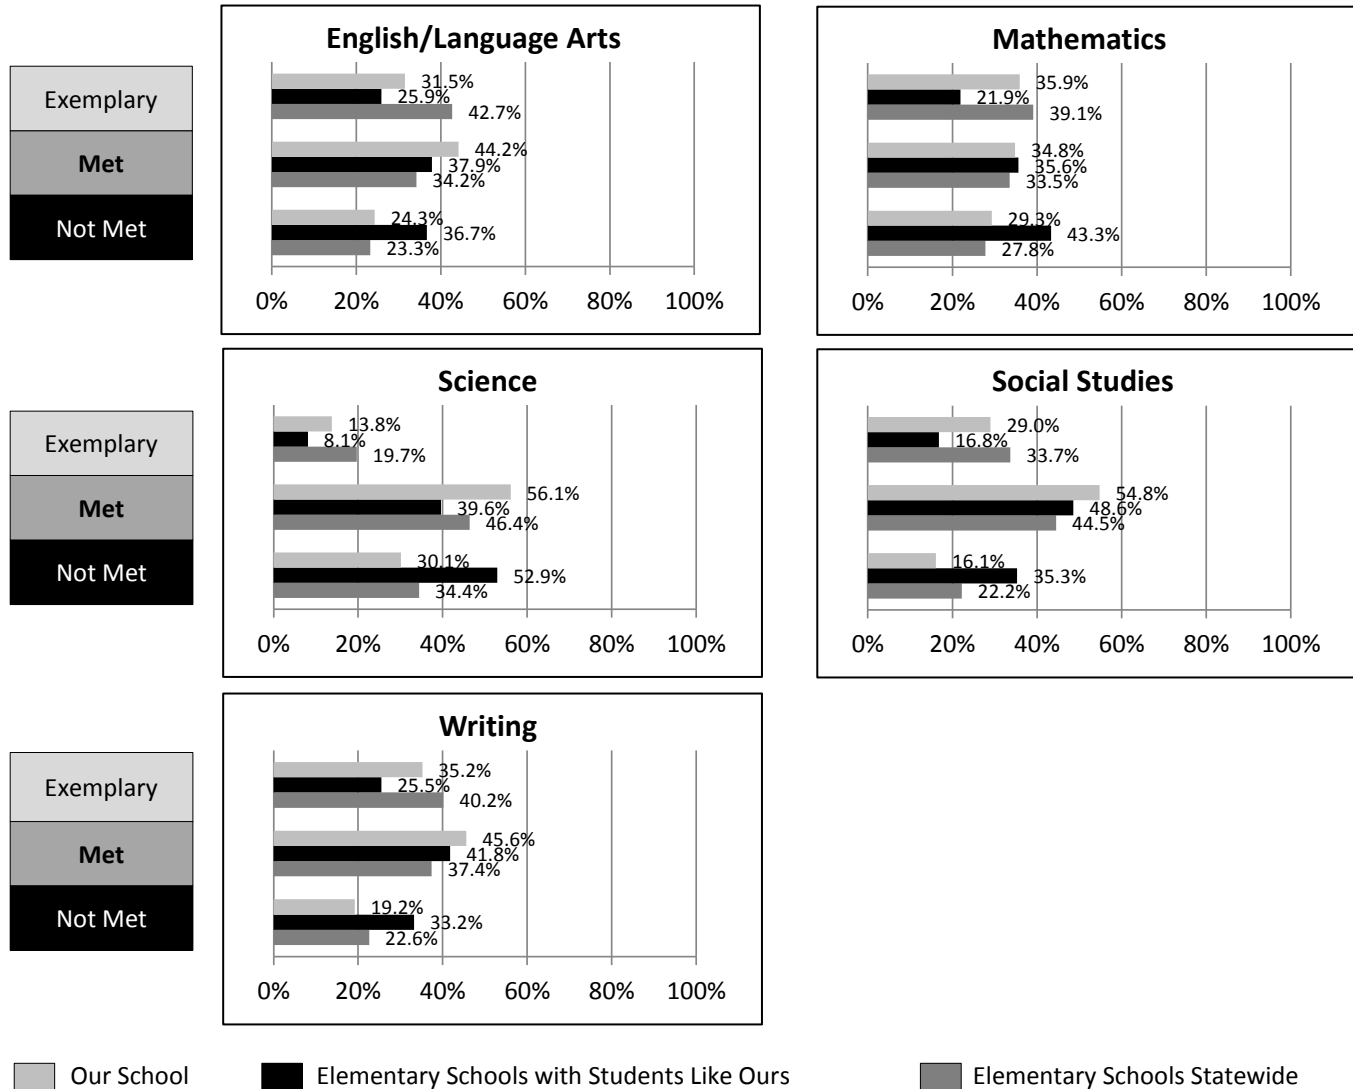 English/Language Arts
Exemplary
Met
Not Met
31.5%
25.9%
42.7%
44.2%
37.9%
34.2%
24.3%
36.7%
23.3%
0% 20% 40% 60% 80% 100%
Mathematics
35.9%
21.9%
39.1%
34.8%
35.6%
33.5%
29.3%
43.3%
27.8%
0% 20% 40% 60% 80% 100%
Science
Exemplary
Met
Not Met
13.8%
8.1%
19.7%
56.1%
39.6%
46.4%
30.1%
52.9%
34.4%
0% 20% 40% 60% 80% 100%
Social Studies
29.0%
16.8%
33.7%
54.8%
48.6%
44.5%
16.1%
35.3%
22.2%
0% 20% 40% 60% 80% 100%
Writing
Exemplary
Met
Not Met
35.2%
25.5%
40.2%
45.6%
41.8%
37.4%
19.2%
33.2%
22.6%
0% 20% 40% 60% 80% 100%
Our School
Elementary Schools with Students Like Ours
Elementary Schools Statewide